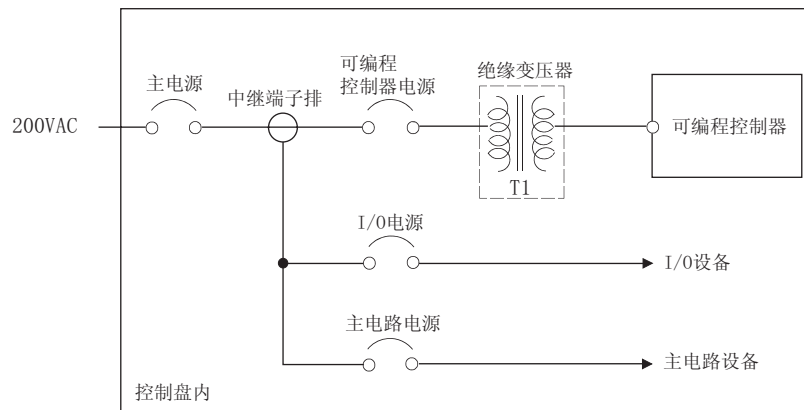 主电源
200VAC
中继端子排
可编程
控制器电源
绝缘变压器
T1
可编程控制器
I/O电源
I/O设备
主电路电源
主电路设备
控制盘内